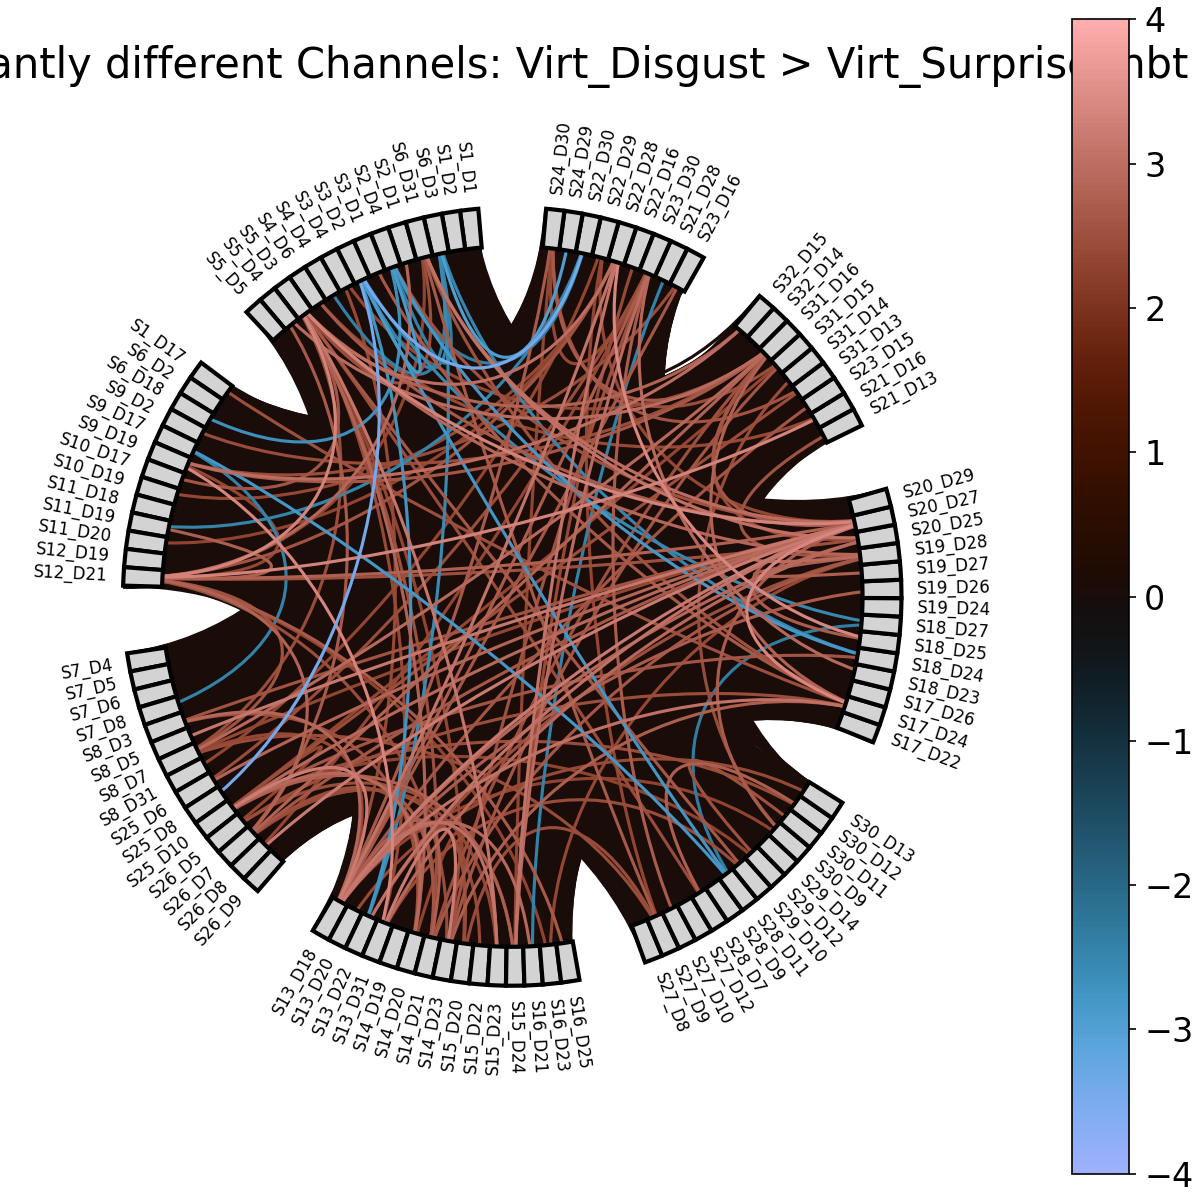 antly different Channels: Virt_Disgust > Virt_Surprise
S1_D1
S1_D2
S6_D3
S6_D31
S2_D1
S2_D4
S3_D1
S3_D2
S3_D4
S4_D4
S4_D6
S5_D3
S5_D4
S5_D5
S1_D17
S6_D2
S6_D18
S9_D2
S9_D17
S9_D19
S10_D17
S10_D19
S11_D18
S11_D19
S11_D20
S12_D19
S12_D21
S7_D4
S7_D5
S7_D6
S7_D8
S8_D3
S8_D5
S8_D7
S8_D31
S25_D6
S25_D8
S25_D10
S26_D5
S26_D7
S26_D8
S26_D9
S13_D18
S13_D20
S13_D22
S13_D31
S14_D19
S14_D20
S14_D21
S14_D23
S15_D20
S15_D22
S15_D23
S15_D24
S16_D21
S16_D23
S16_D25
S27_D8
S27_D9
S27_D10
S27_D12
S28_D7
S28_D9
S28_D11
S29_D10
S29_D12
S29_D14
S30_D9
S30_D11
S30_D12
S30_D13
S17_D22
S17_D24
S17_D26
S18_D23
S18_D24
S18_D25
S18_D27
S19_D24
S19_D26
S19_D27
S19_D28
S20_D25
S20_D27
S20_D29
S21_D13
S21_D16
S23_D15
S31_D13
S31_D14
S31_D15
S31_D16
S32_D14
S32_D15
S23_D16
S21_D28
S23_D30
S22_D16
S22_D28
S22_D29
S22_D30
S24_D29
S24_D30
4
3
2
1
0
−1
−2
−3
−4